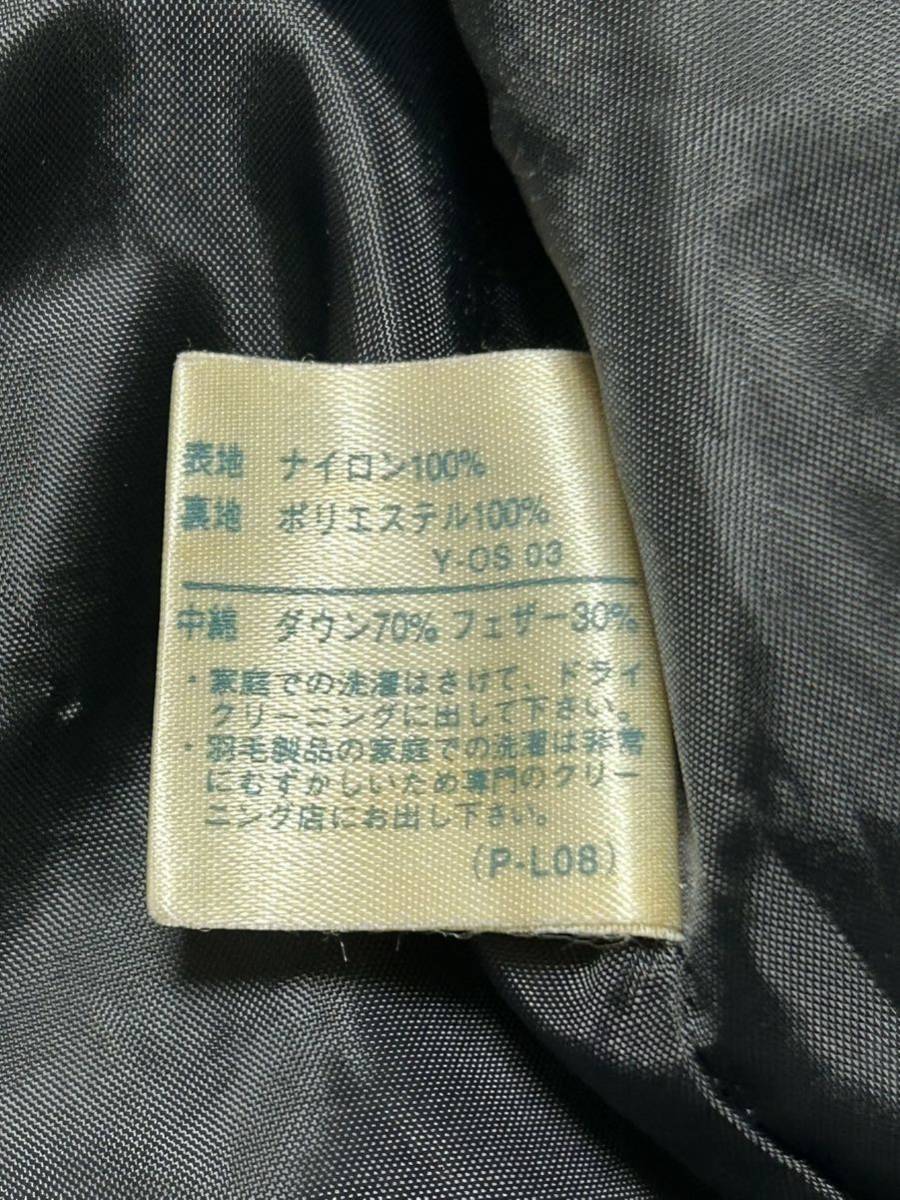 表地 ナイロン100%
裏地 ポリエステル100%
Y-OS 03
中綿 ダウン70% フェザー30%
・家庭での洗濯はさけて、ドライ
クリーニングに出して下さい。
・羽毛製品の家庭での洗濯は非常
にむずかしいため専門のクリー
ニング店にお出し下さい。
(P-L08)